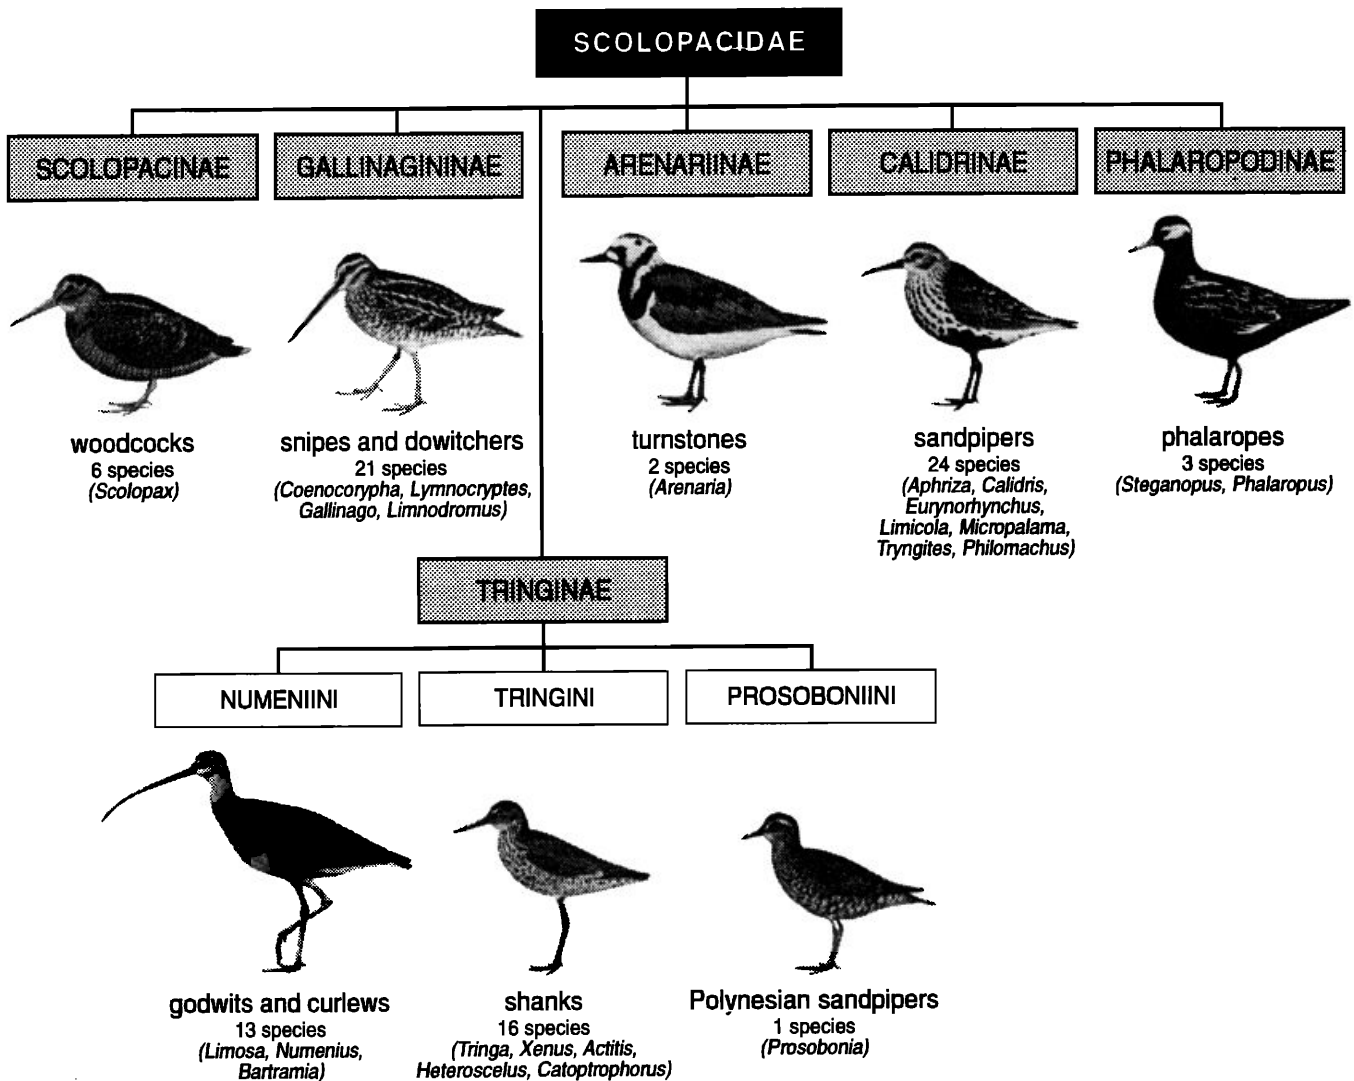 SCOLOPACIDAE
SCOLOPACINAE
GALLINAGININAE
ARENARIINAE
CALIDRINAE
PHALAROPODINAE
woodcocks
6 species
(Scolopax)
snipes and dowitchers
21 species
(Coenocorypha, Lymnocryptes,
Gallinago, Limnodromus)
turnstones
2 species
(Arenaria)
sandpipers
24 species
(Aphriza, Calidris,
Eurynorhynchus,
Limicola, Micropalama,
Tryngites, Philomachus)
phalaropes
3 species
(Steganopus, Phalaropus)
TRINGINAE
NUMENIINI
TRINGINI
PROSOBONIINI
godwits and curlews
13 species
(Limosa, Numenius,
Bartramia)
shanks
16 species
(Tringa, Xenus, Actitis,
Heteroscelus, Catoptrophorus)
Polynesian sandpipers
1 species
(Prosobonia)